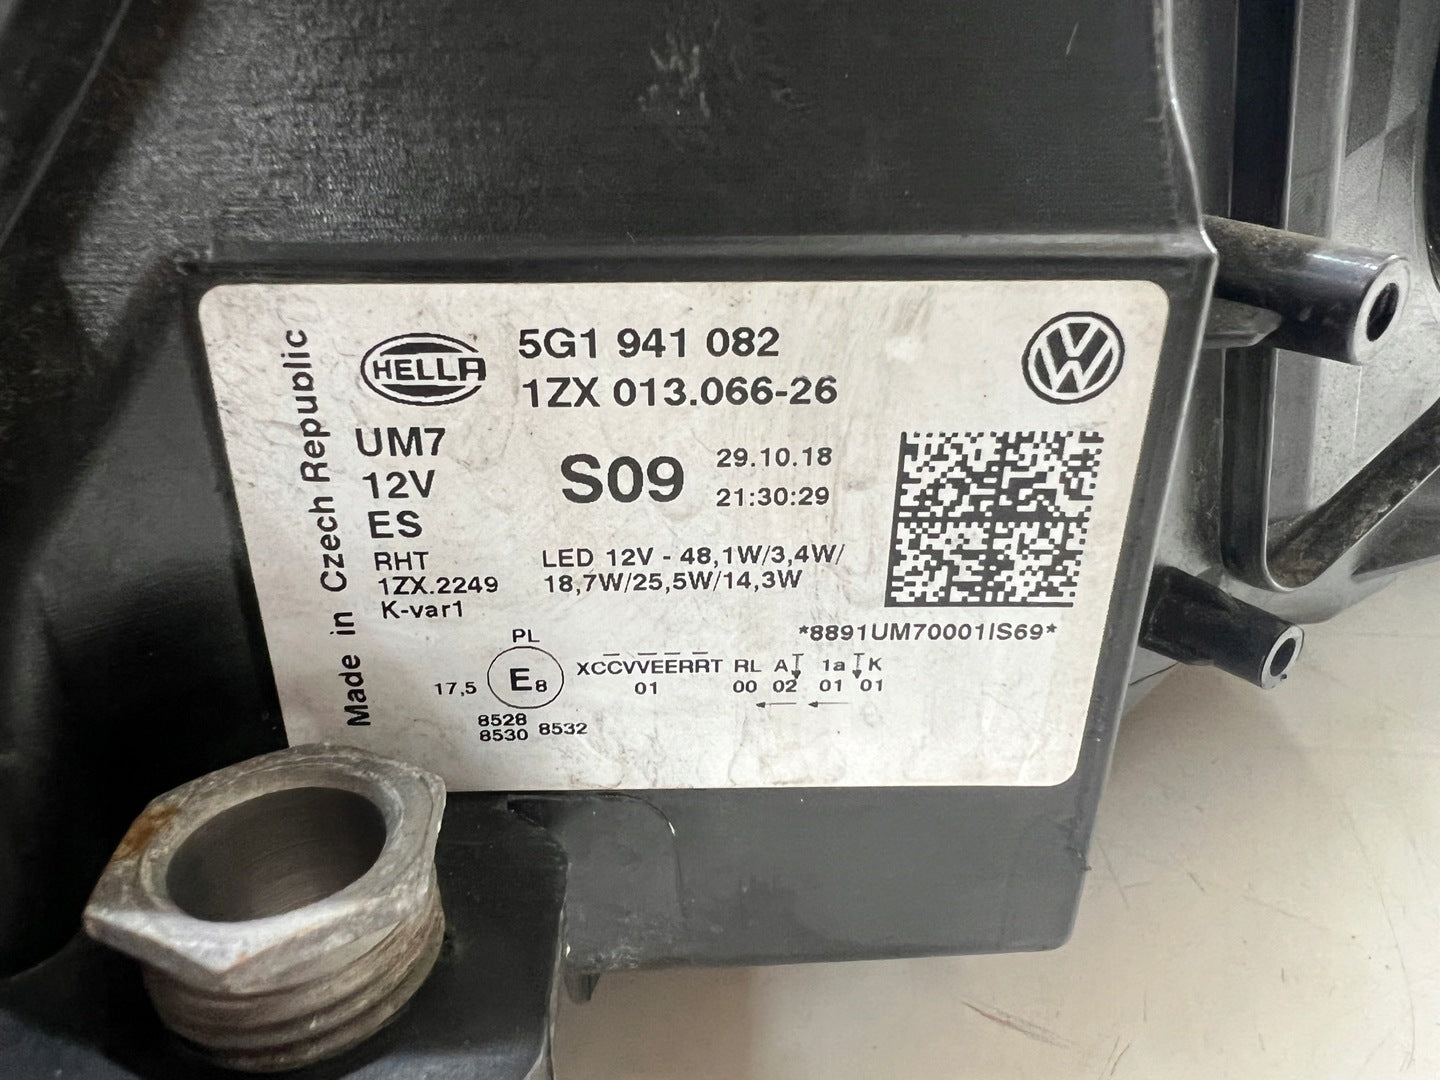 Made in Czech Republic
HELLA
5G1 941 082
1ZX 013.066-26
UM7
12V
ES
S09
29.10.18
21:30:29
RHT
1ZX.2249
K-var1
LED 12V - 48,1W/3,4W/
18,7W/25,5W/14,3W
*8891UM70001IS69*
PL
17,5 E8
XCCVVEERRT RL A 1a K
01 00 02 01 01
8528
8530 8532